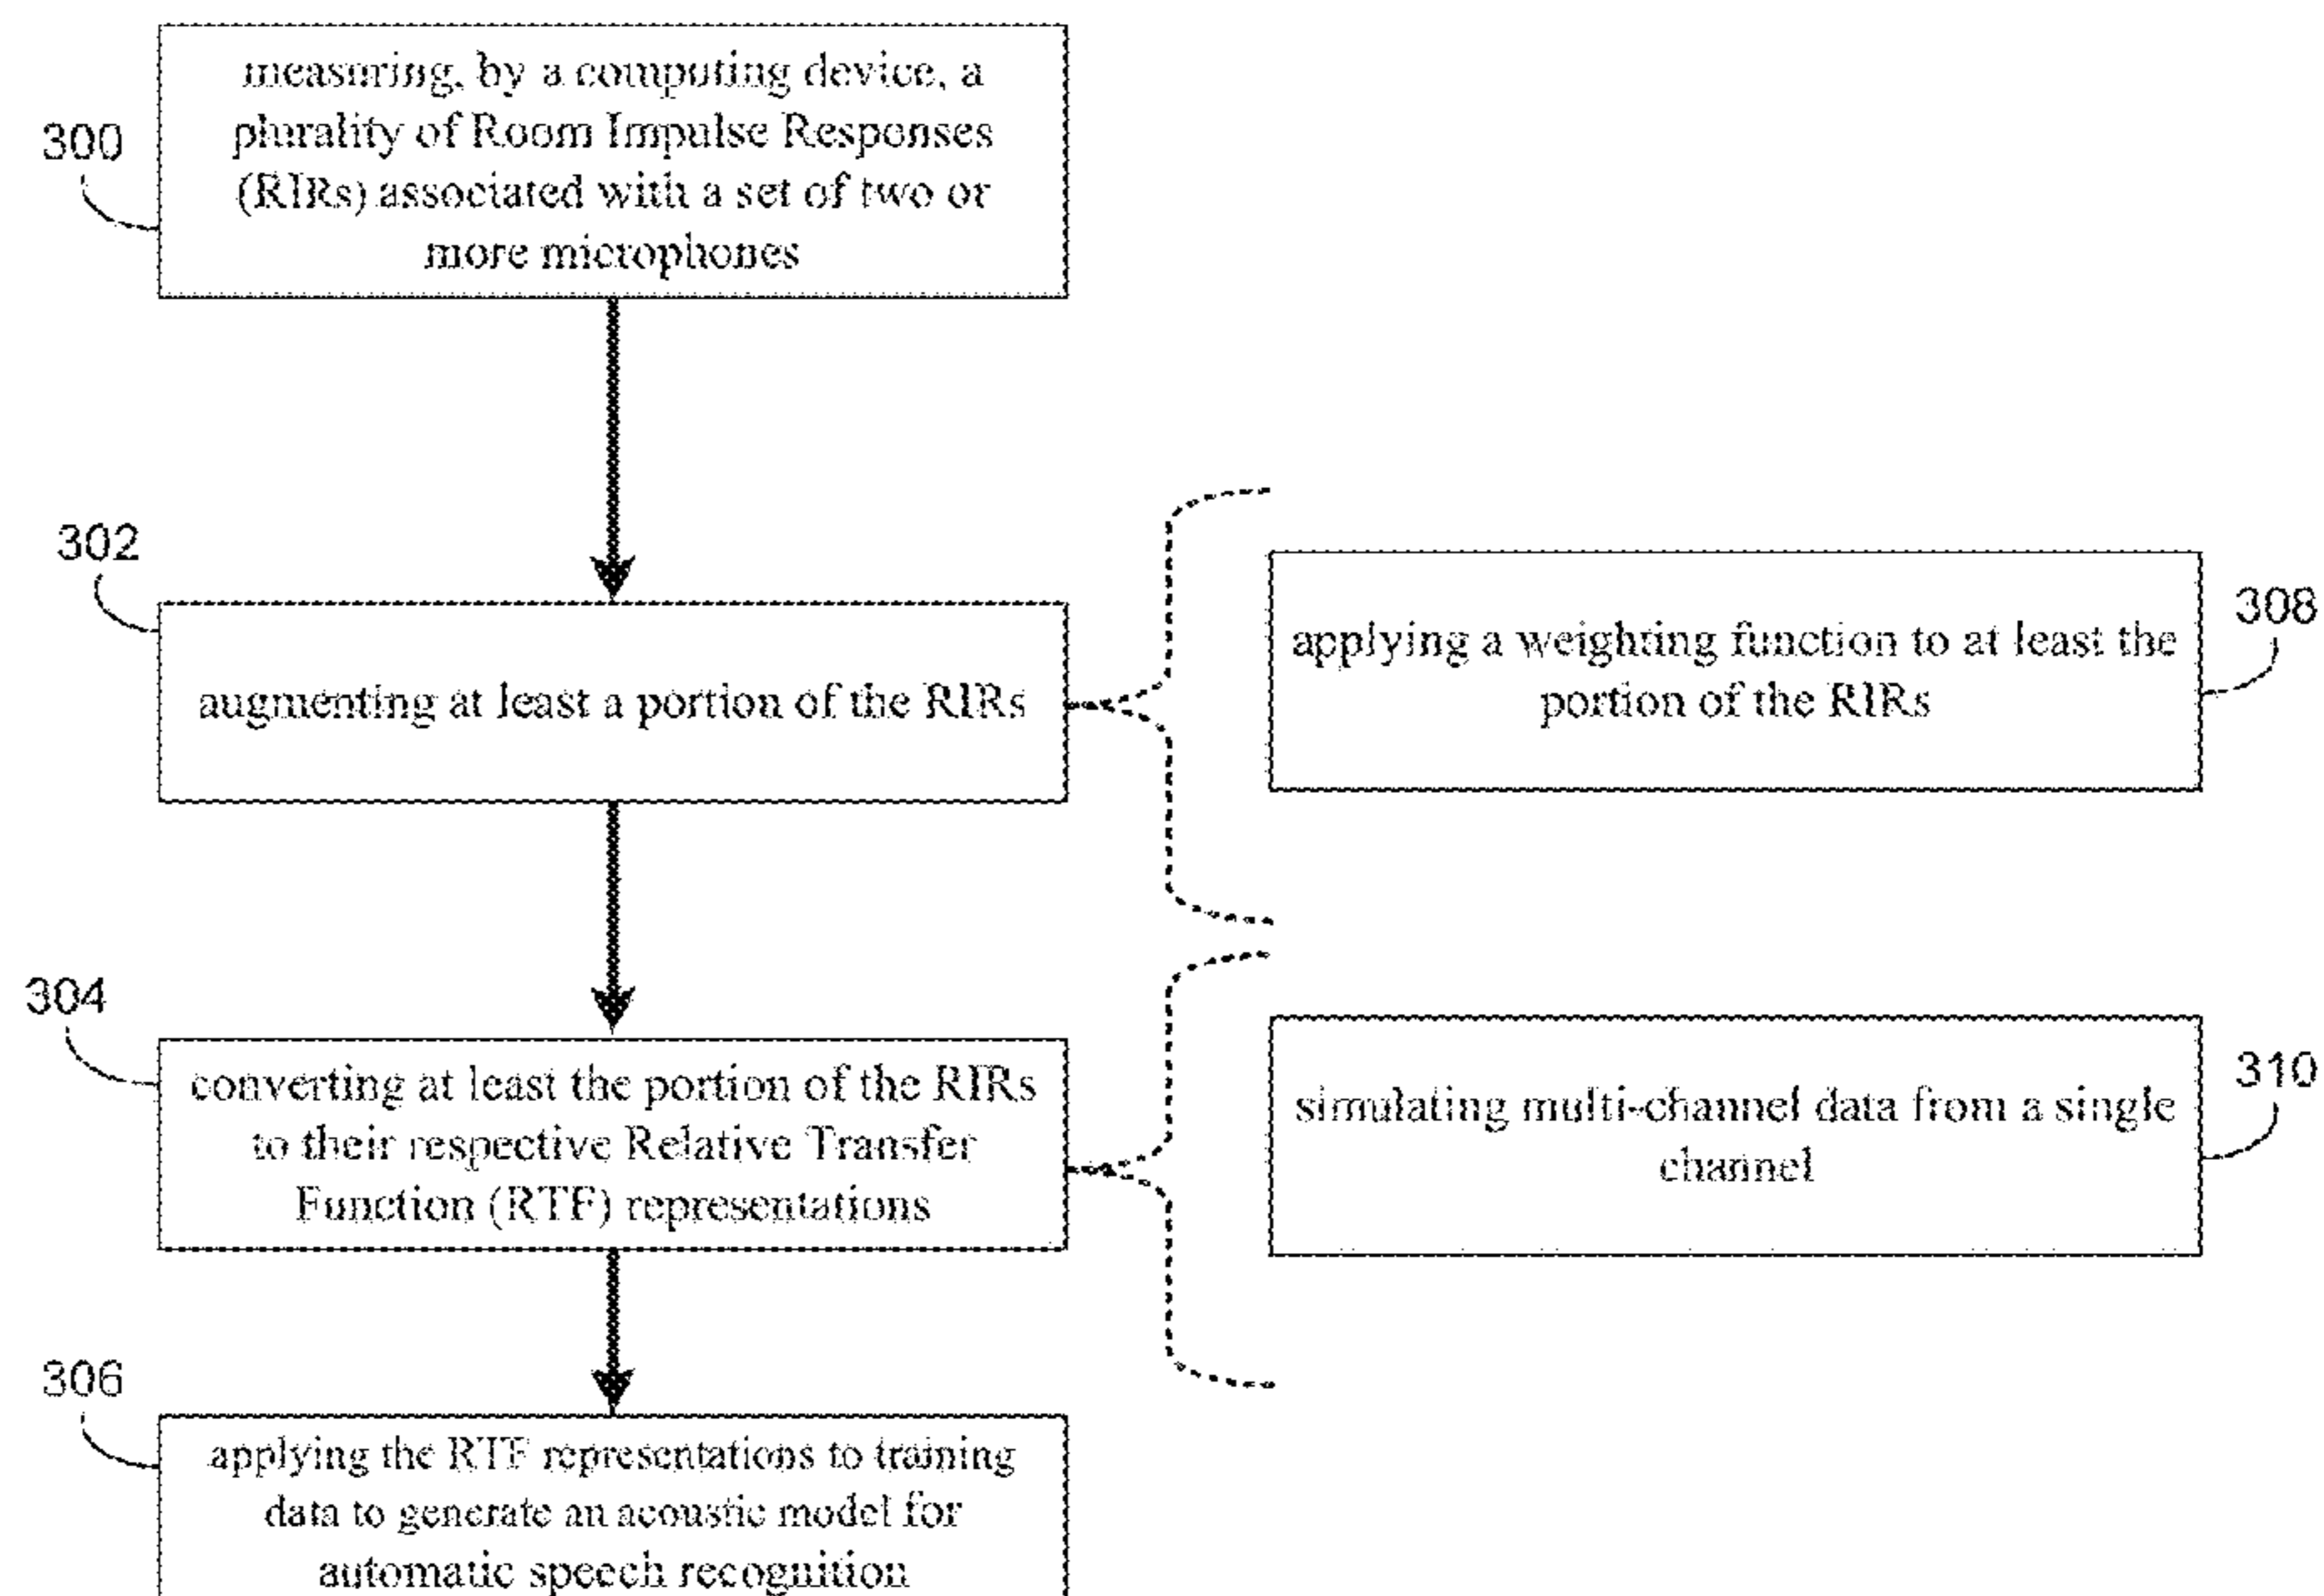 300
measuring, by a computing device, a
plurality of Room Impulse Responses
(RIRs) associated with a set of two or
more microphones
302
augmenting at least a portion of the RIRs
308
applying a weighting function to at least the
portion of the RIRs
304
converting at least the portion of the RIRs
to their respective Relative Transfer
Function (RTF) representations
310
simulating multi-channel data from a single
channel
306
applying the RTF representations to training
data to generate an acoustic model for
automatic speech recognition